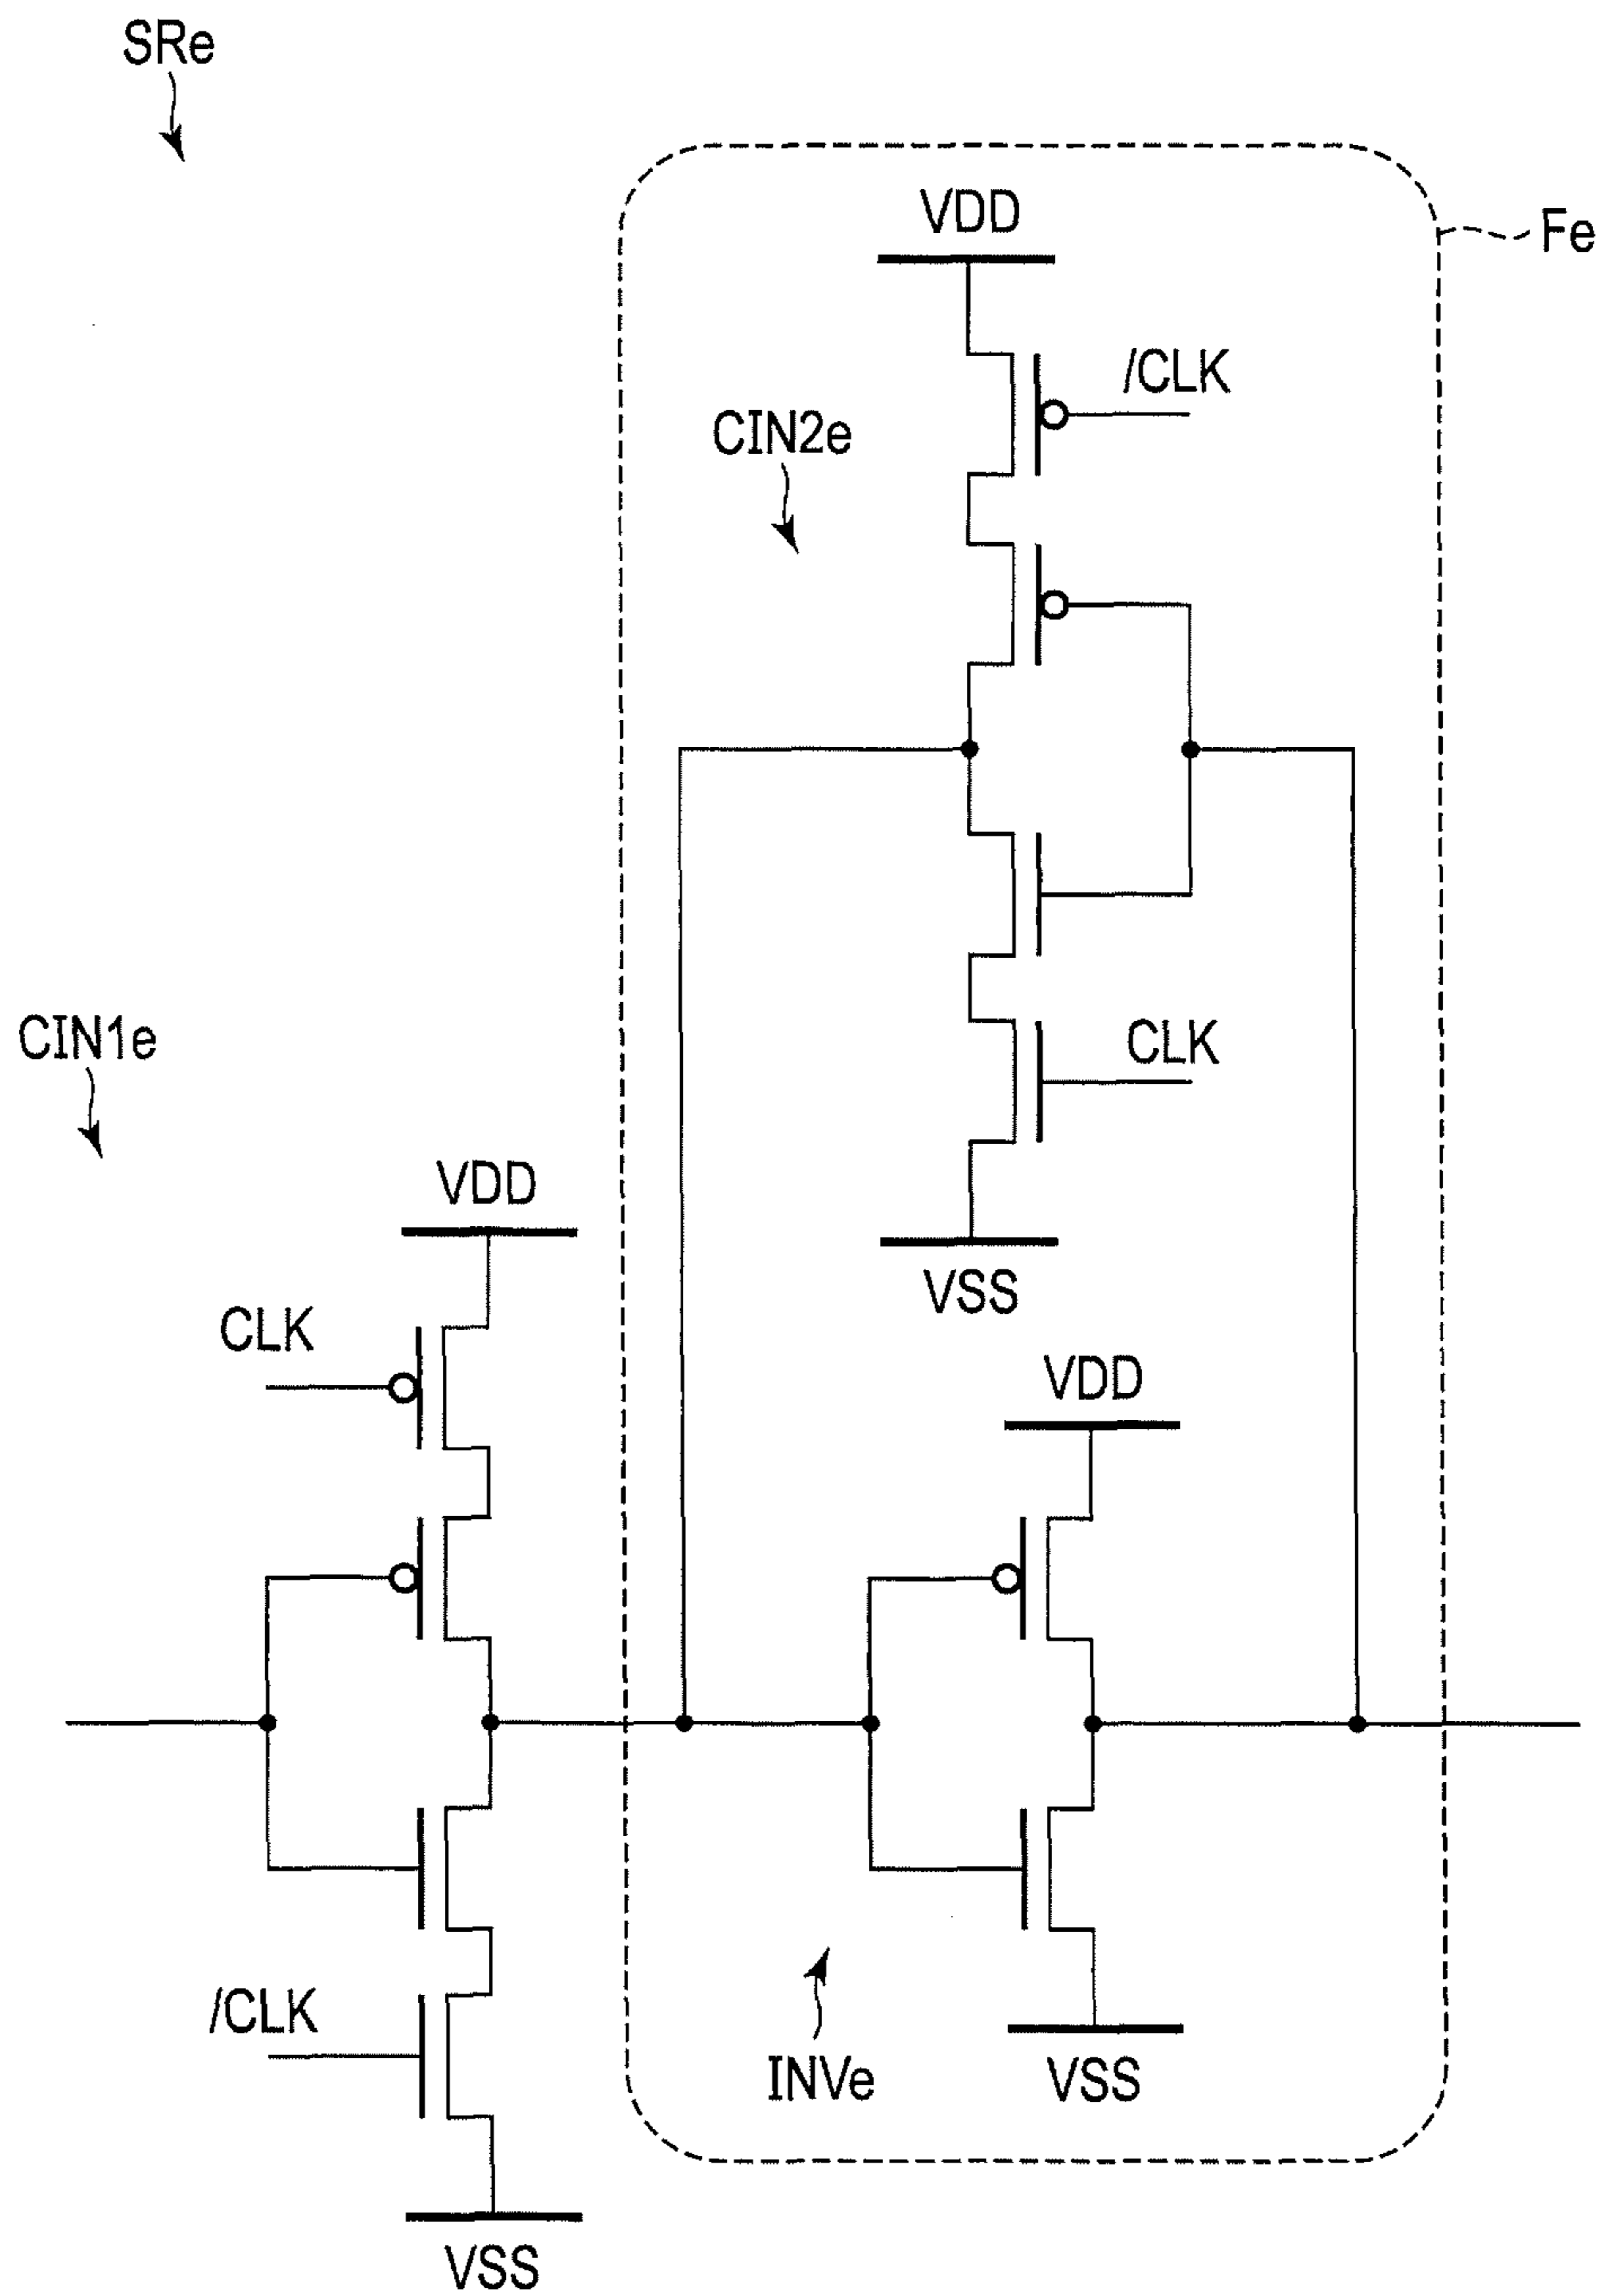 SRe
VDD
Fe
/CLK
CIN2e
CIN1e
CLK
VDD
VSS
CLK
VDD
/CLK
INVe
VSS
VSS